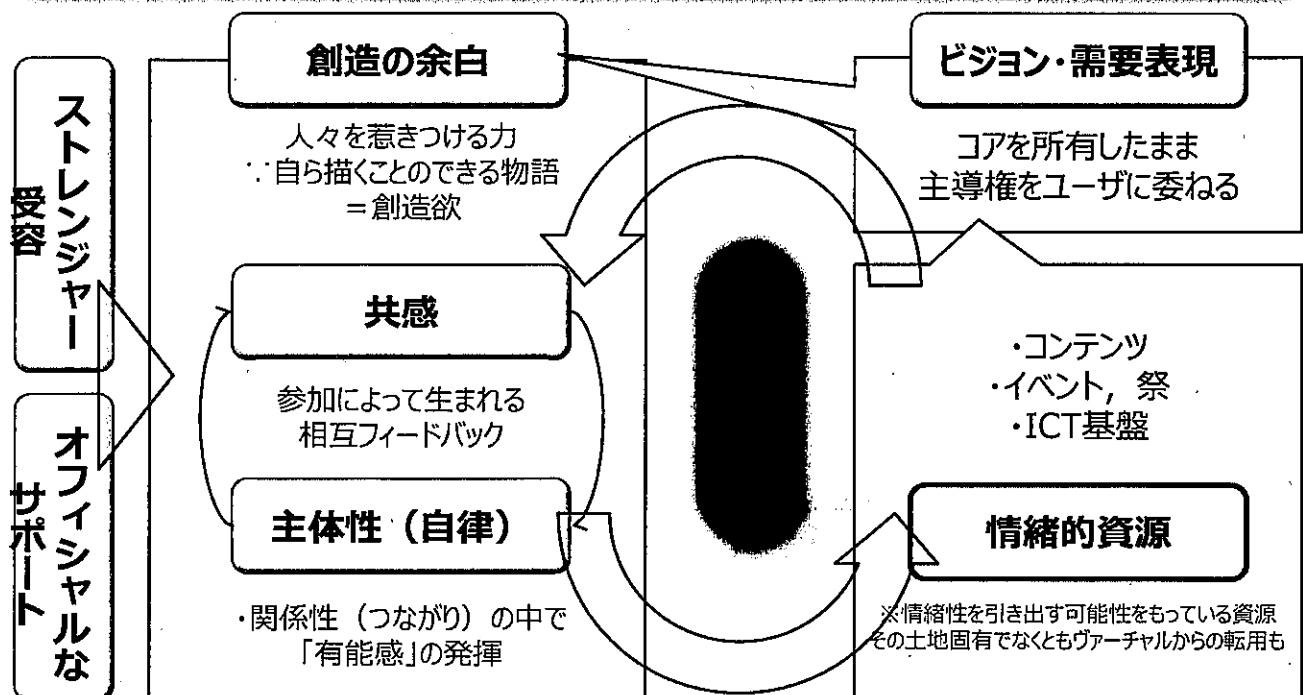 ストレンジャー
受容
オフィシャルな
サポート
創造の余白
人々を惹きつける力
∵自ら描くことのできる物語
＝創造欲
共感
参加によって生まれる
相互フィードバック
主体性（自律）
・関係性（つながり）の中で
「有能感」の発揮
ビジョン・需要表現
コアを所有したまま
主導権をユーザに委ねる
・コンテンツ
・イベント，祭
・ICT基盤
情緒的資源
※情緒性を引き出す可能性をもっている資源
その土地固有でなくともヴァーチャルからの転用も